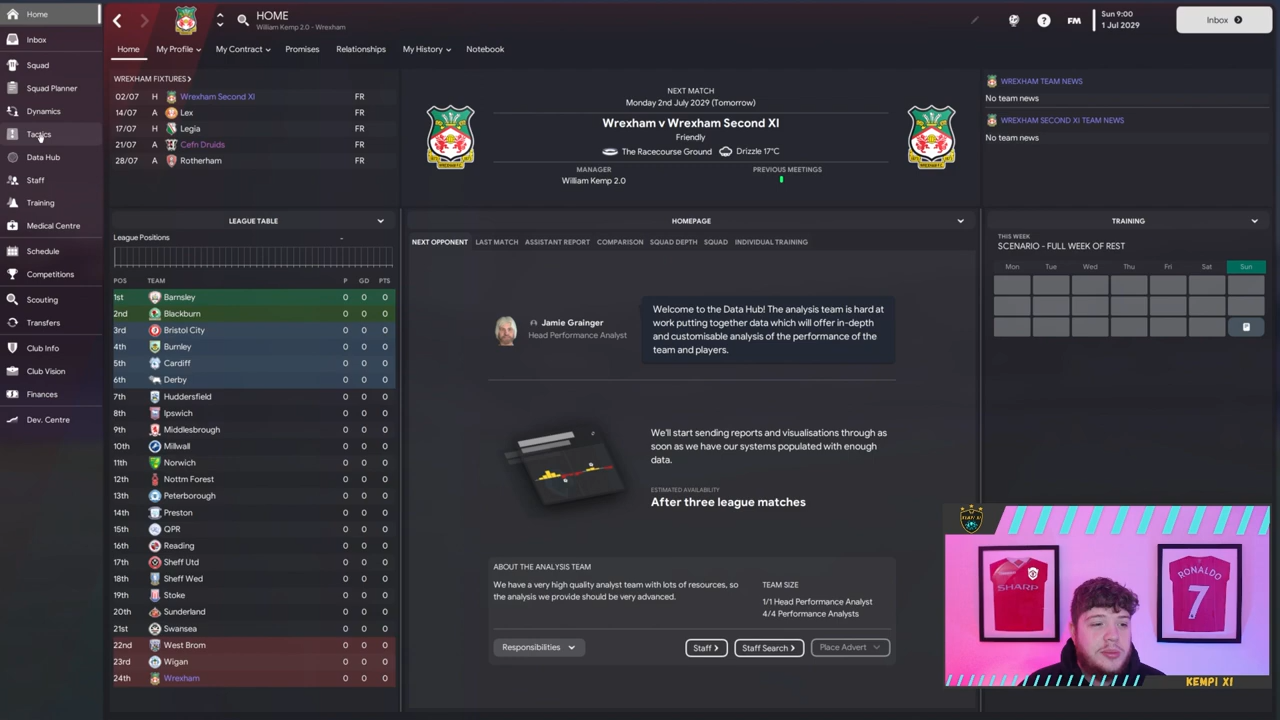 Home
Inbox
Squad
Squad Planner
Dynamics
Tactics
Data Hub
Staff
Training
Medical Centre
Schedule
Competitions
Scouting
Transfers
Club Info
Club Vision
Finances
Dev. Centre
HOME
William Kemp 2.0 - Wrexham
FM
Sun 9:00
1 Jul 2029
Inbox
Home My Profile My Contract Promises Relationships My History Notebook
WREXHAM FIXTURES
02/07 H Wrexham Second XI FR
14/07 A Lex FR
17/07 H Legia FR
21/07 A Cefn Druids FR
28/07 A Rotherham FR
NEXT MATCH
Monday 2nd July 2029 (Tomorrow)
Wrexham v Wrexham Second XI
Friendly
The Racecourse Ground Drizzle 17°C
MANAGER
William Kemp 2.0
PREVIOUS MEETINGS
WREXHAM TEAM NEWS
No team news
WREXHAM SECOND XI TEAM NEWS
No team news
LEAGUE TABLE
League Positions -
POS TEAM P GD PTS
1st Barnsley 0 0 0
2nd Blackburn 0 0 0
3rd Bristol City 0 0 0
4th Burnley 0 0 0
5th Cardiff 0 0 0
6th Derby 0 0 0
7th Huddersfield 0 0 0
8th Ipswich 0 0 0
9th Middlesbrough 0 0 0
10th Millwall 0 0 0
11th Norwich 0 0 0
12th Nottm Forest 0 0 0
13th Peterborough 0 0 0
14th Preston 0 0 0
15th QPR 0 0 0
16th Reading 0 0 0
17th Sheff Utd 0 0 0
18th Sheff Wed 0 0 0
19th Stoke 0 0 0
20th Sunderland 0 0 0
21st Swansea 0 0 0
22nd West Brom 0 0 0
23rd Wigan 0 0 0
24th Wrexham 0 0 0
HOMEPAGE
NEXT OPPONENT LAST MATCH ASSISTANT REPORT COMPARISON SQUAD DEPTH SQUAD INDIVIDUAL TRAINING
Jamie Grainger
Head Performance Analyst
Welcome to the Data Hub! The analysis team is hard at
work putting together data which will offer in-depth
and customisable analysis of the performance of the
team and players.
We'll start sending reports and visualisations through as
soon as we have our systems populated with enough
data.
ESTIMATED AVAILABILITY
After three league matches
ABOUT THE ANALYSIS TEAM
We have a very high quality analyst team with lots of resources, so
the analysis we provide should be very advanced.
TEAM SIZE
1/1 Head Performance Analyst
4/4 Performance Analysts
Responsibilities
Staff
Staff Search
Place Advert
TRAINING
THIS WEEK
SCENARIO - FULL WEEK OF REST
Mon Tue Wed Thu Fri Sat Sun
KEMPI XI
SHARP
RONALDO
7
KEMPI XI